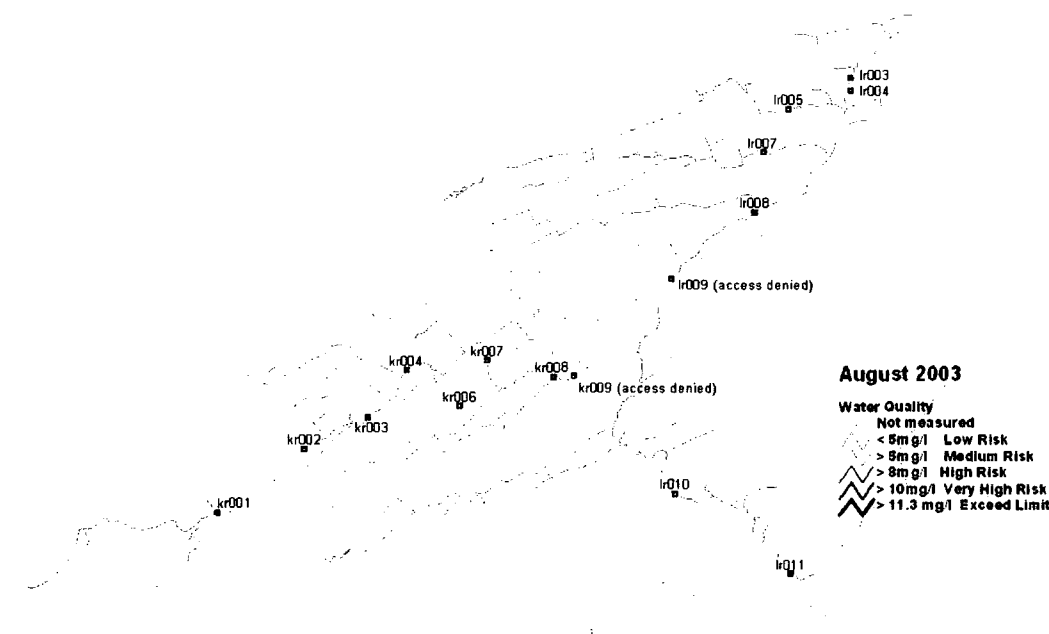 lr003
lr004
lr005
lr007
lr008
lr009 (access denied)
kr007
kr004
kr008
kr009 (access denied)
kr006
kr003
kr002
kr001
lr010
lr011
August 2003
Water Quality
Not measured
< 5mg/l Low Risk
> 5mg/l Medium Risk
> 8mg/l High Risk
> 10mg/l Very High Risk
> 11.3 mg/l Exceed Limit